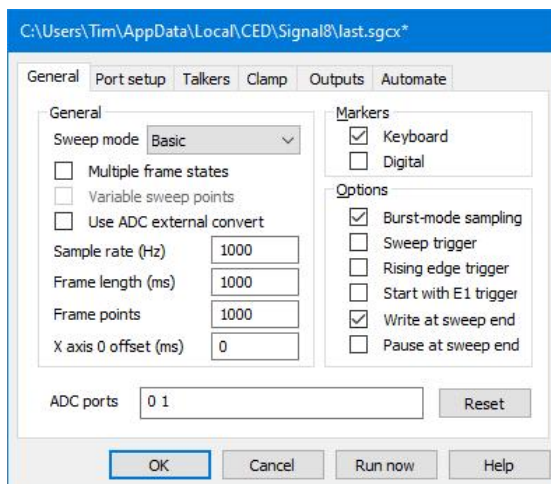 C:\Users\Tim\AppData\Local\CED\Signal8\last.sgcx*
General Port setup Talkers Clamp Outputs Automate
General
Sweep mode Basic
Multiple frame states
Variable sweep points
Use ADC external convert
Sample rate (Hz) 1000
Frame length (ms) 1000
Frame points 1000
X axis 0 offset (ms) 0
Markers
Keyboard
Digital
Options
Burst-mode sampling
Sweep trigger
Rising edge trigger
Start with E1 trigger
Write at sweep end
Pause at sweep end
ADC ports 0 1 Reset
OK Cancel Run now Help